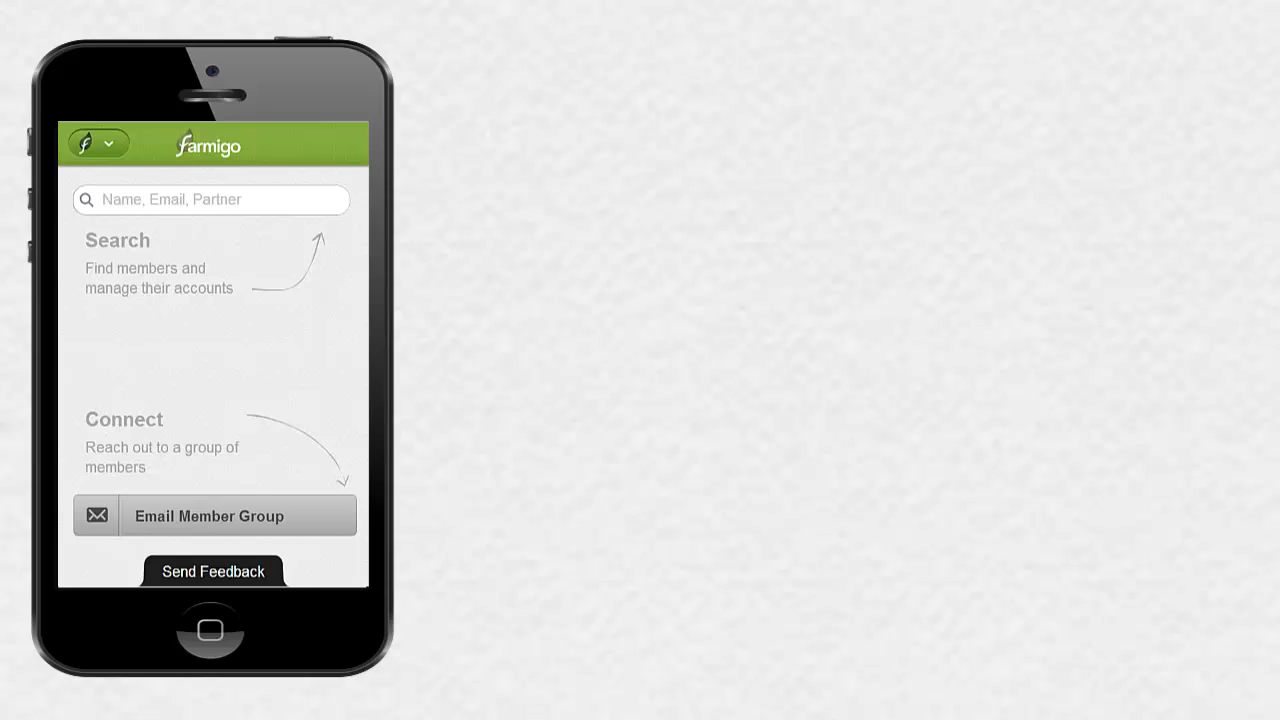 farmigo
Name, Email, Partner
Search
Find members and
manage their accounts
Connect
Reach out to a group of
members
Email Member Group
Send Feedback